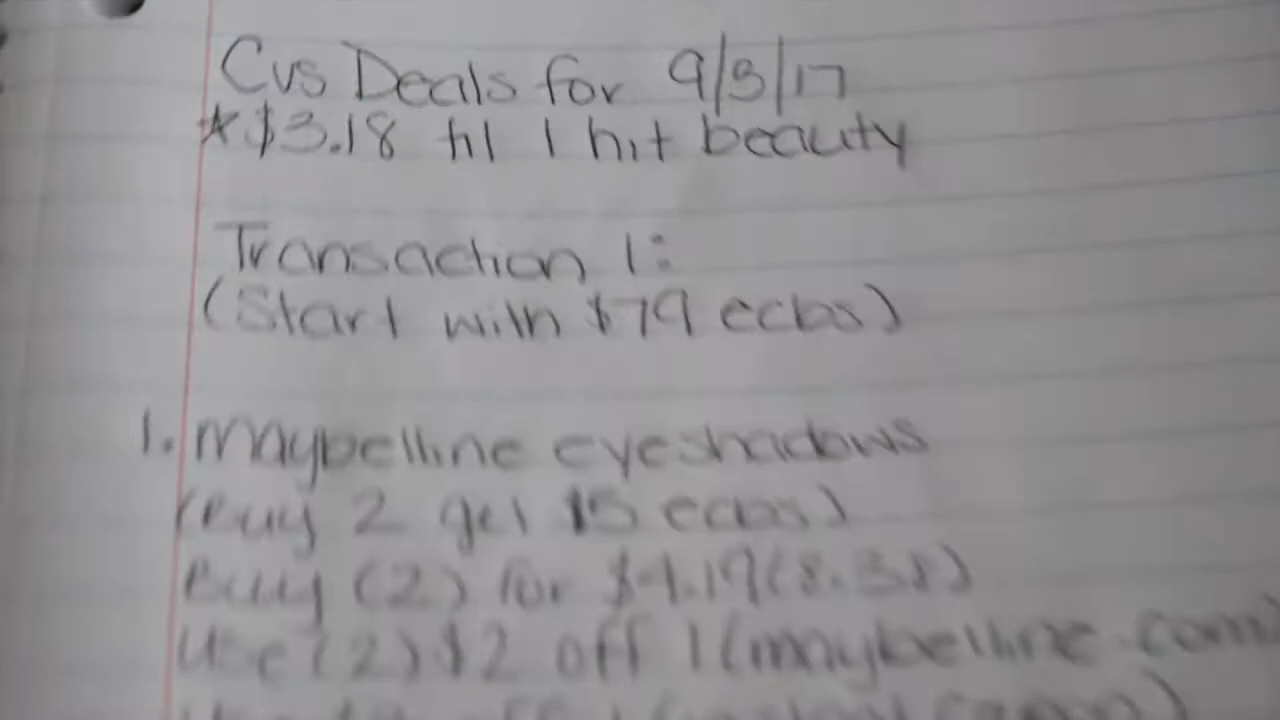 Cvs Deals for 9/3/17
*$3.18 til I hit beauty
Transaction 1:
(Start with $79 ecbs)
1. Maybelline eyeshadows
(Buy 2 get $5 ecbs)
Buy (2) for $4.19(8.38)
Use (2) $2 off 1(maybelline.com)